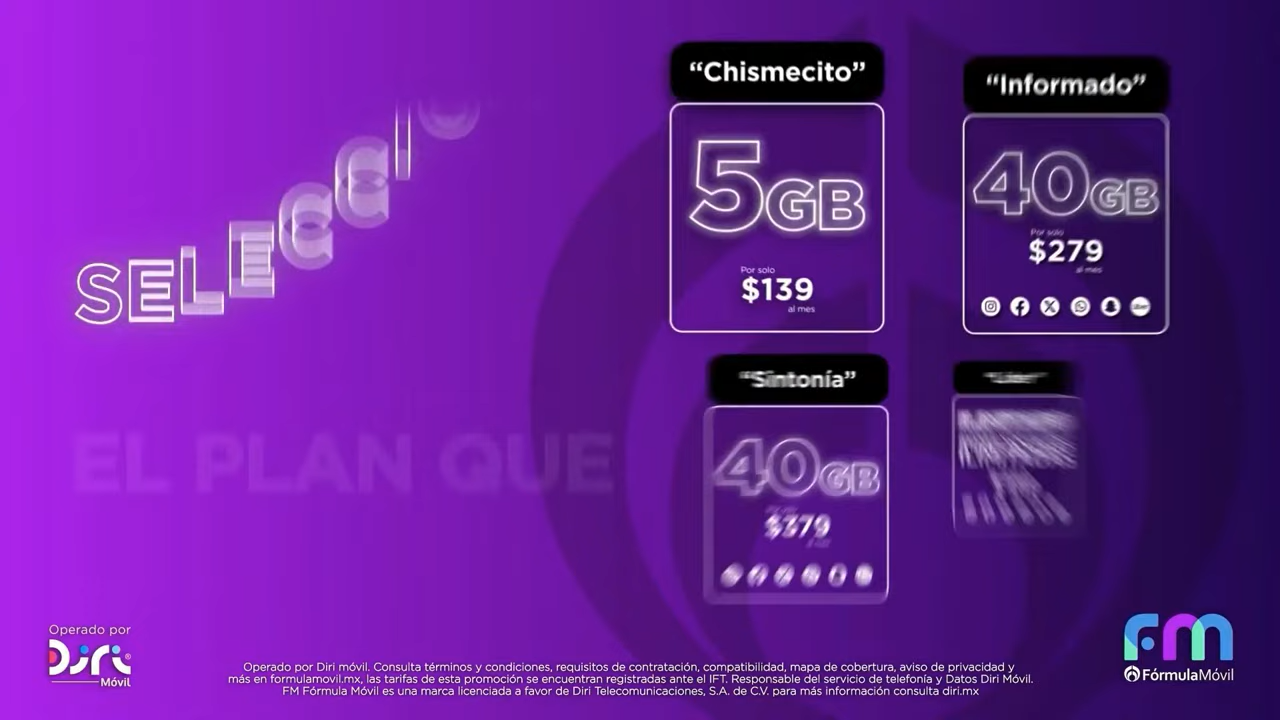 SELECCIO
EL PLAN QUE
“Chismecito”
5GB
Por solo
$139
al mes
“Informado”
40GB
Por solo
$279
al mes
“Sintonía”
40GB
$379
Operado por
Diri®
Móvil
Operado por Diri móvil. Consulta términos y condiciones, requisitos de contratación, compatibilidad, mapa de cobertura, aviso de privacidad y
más en formulamovil.mx, las tarifas de esta promoción se encuentran registradas ante el IFT. Responsable del servicio de telefonía y Datos Diri Móvil.
FM Fórmula Móvil es una marca licenciada a favor de Diri Telecomunicaciones, S.A. de C.V. para más información consulta diri.mx
FM
FórmulaMóvil